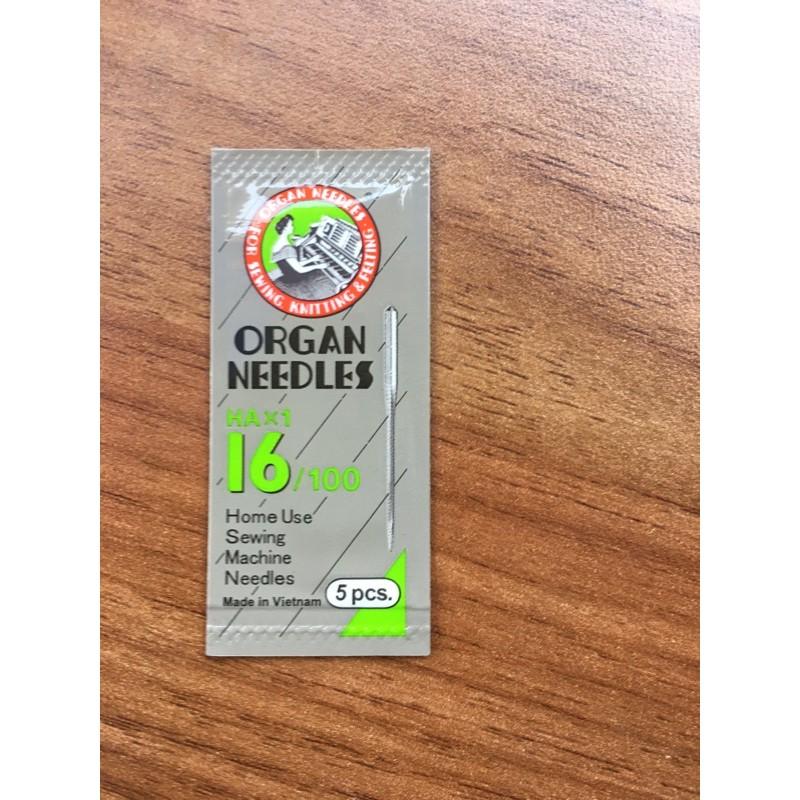 ORGAN NEEDLES
FOR SEWING, KNITTING & FELTING
ORGAN
NEEDLES
HA×1
16/100
Home Use
Sewing
Machine
Needles
Made in Vietnam
5 pcs.